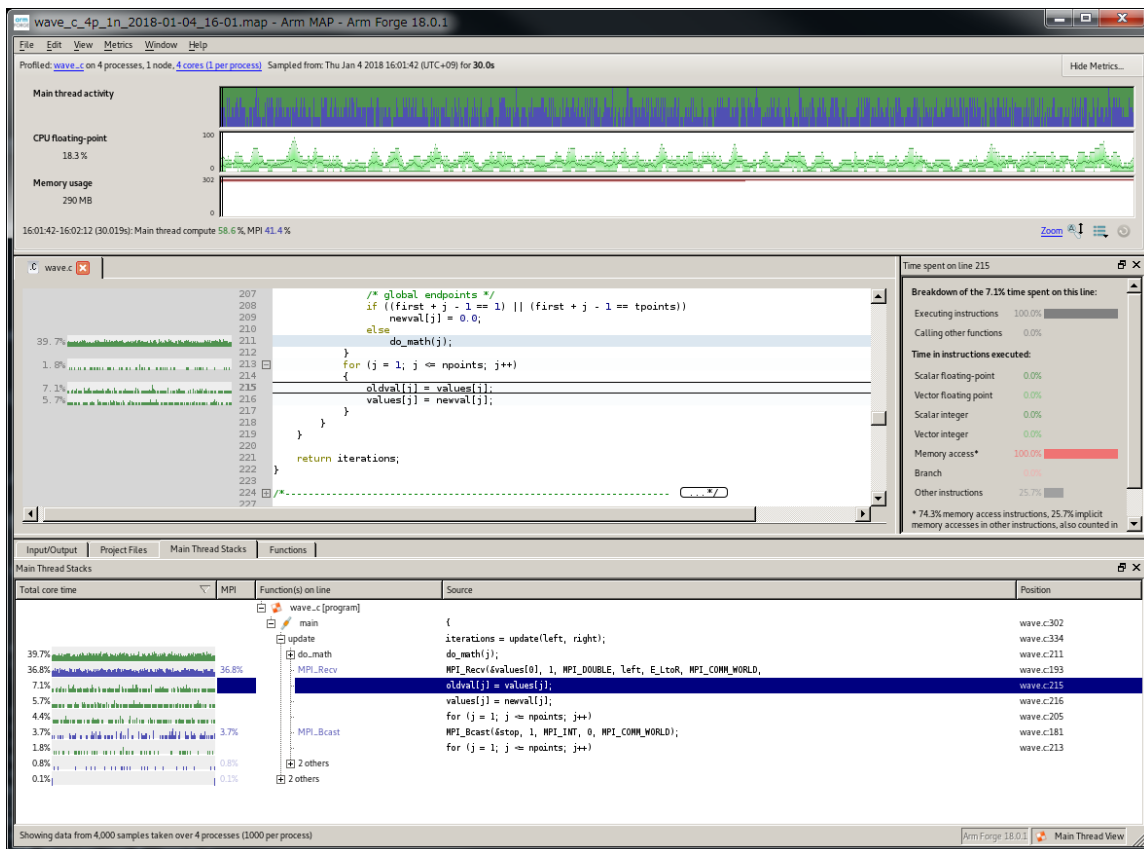 wave_c_4p_1n_2018-01-04_16-01.map - Arm MAP - Arm Forge 18.0.1
File Edit View Metrics Window Help
Profiled: wave_c on 4 processes, 1 node, 4 cores (1 per process) Sampled from: Thu Jan 4 2018 16:01:42 (UTC+09) for 30.0s
Hide Metrics...
Main thread activity
CPU floating-point
18.3 %
100
0
Memory usage
290 MB
302
0
16:01:42-16:02:12 (30.019s): Main thread compute 58.6 %, MPI 41.4 %
Zoom
wave.c
207 /* global endpoints */
208 if ((first + j - 1 == 1) || (first + j - 1 == tpoints))
209 newval[j] = 0.0;
210 else
39.7% 211 do_math(j);
212 }
1.8% 213 for (j = 1; j <= npoints; j++)
214 {
7.1% 215 oldval[j] = values[j];
5.7% 216 values[j] = newval[j];
217 }
218 }
219 }
220
221 return iterations;
222 }
223
224 /*---------------------------------------------------------------------- (...*/)
227
Time spent on line 215
Breakdown of the 7.1% time spent on this line:
Executing instructions 100.0%
Calling other functions 0.0%
Time in instructions executed:
Scalar floating-point 0.0%
Vector floating point 0.0%
Scalar integer 0.0%
Vector integer 0.0%
Memory access* 100.0%
Branch 0.0%
Other instructions 25.7%
* 74.3% memory access instructions, 25.7% implicit
memory accesses in other instructions, also counted in
Input/Output Project Files Main Thread Stacks Functions
Main Thread Stacks
Total core time MPI Function(s) on line Source Position
wave_c [program]
main { wave.c:302
update iterations = update(left, right); wave.c:334
39.7% do_math do_math(j); wave.c:211
36.8% 36.8% MPI_Recv MPI_Recv(&values[0], 1, MPI_DOUBLE, left, E_LtoR, MPI_COMM_WORLD, wave.c:193
7.1% oldval[j] = values[j]; wave.c:215
5.7% values[j] = newval[j]; wave.c:216
4.4% for (j = 1; j <= npoints; j++) wave.c:205
3.7% 3.7% MPI_Bcast MPI_Bcast(&stop, 1, MPI_INT, 0, MPI_COMM_WORLD); wave.c:181
1.8% for (j = 1; j <= npoints; j++) wave.c:213
0.8% 0.8% 2 others
0.1% 0.1% 2 others
Showing data from 4,000 samples taken over 4 processes (1000 per process)
Arm Forge 18.0.1 Main Thread View